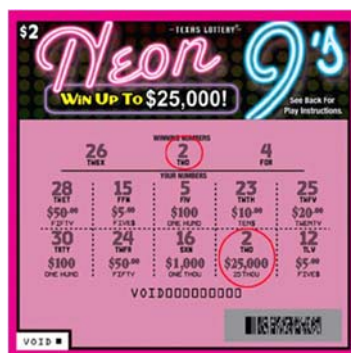 $2
-TEXAS LOTTERY-
Neon 9's
WIN UP TO $25,000!
See Back For
Play Instructions.
WINNING NUMBERS
26 2 4
TWSX TWO FOR
YOUR NUMBERS
28 15 5 23 25
TWET FFN FIV TWTH TWFV
$50.00 $5.00 $100 $10.00 $20.00
FIFTY FIVE$ ONE HUND TEN$ TWENTY
30 24 16 2 12
TRTY TWFR SXN TWO TLV
$100 $50.00 $1,000 $25,000 $5.00
ONE HUND FIFTY ONE THOU 25THOU FIVE$
VOID0000000000
VOID